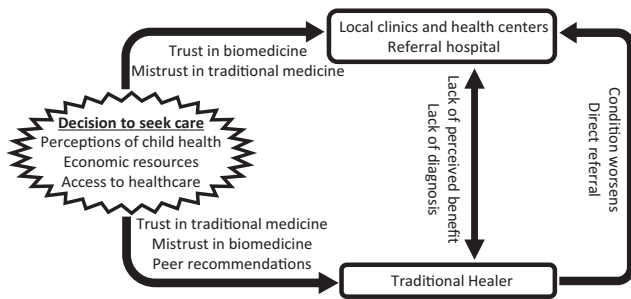 Local clinics and health centers
Referral hospital
Trust in biomedicine
Mistrust in traditional medicine
Decision to seek care
Perceptions of child health
Economic resources
Access to healthcare
Lack of perceived benefit
Lack of diagnosis
Condition worsens
Direct referral
Trust in traditional medicine
Mistrust in biomedicine
Peer recommendations
Traditional Healer